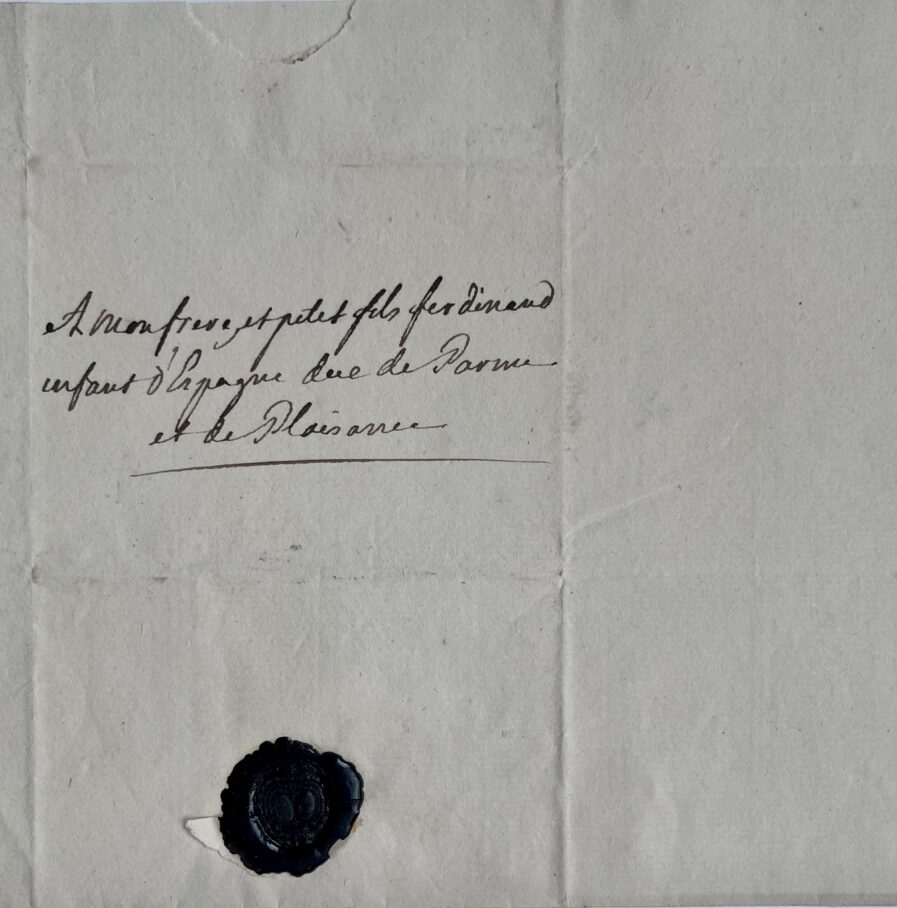 A mon frere, et petit fils ferdinand
infant d'Espagne duc de Parme
et de Plaisance